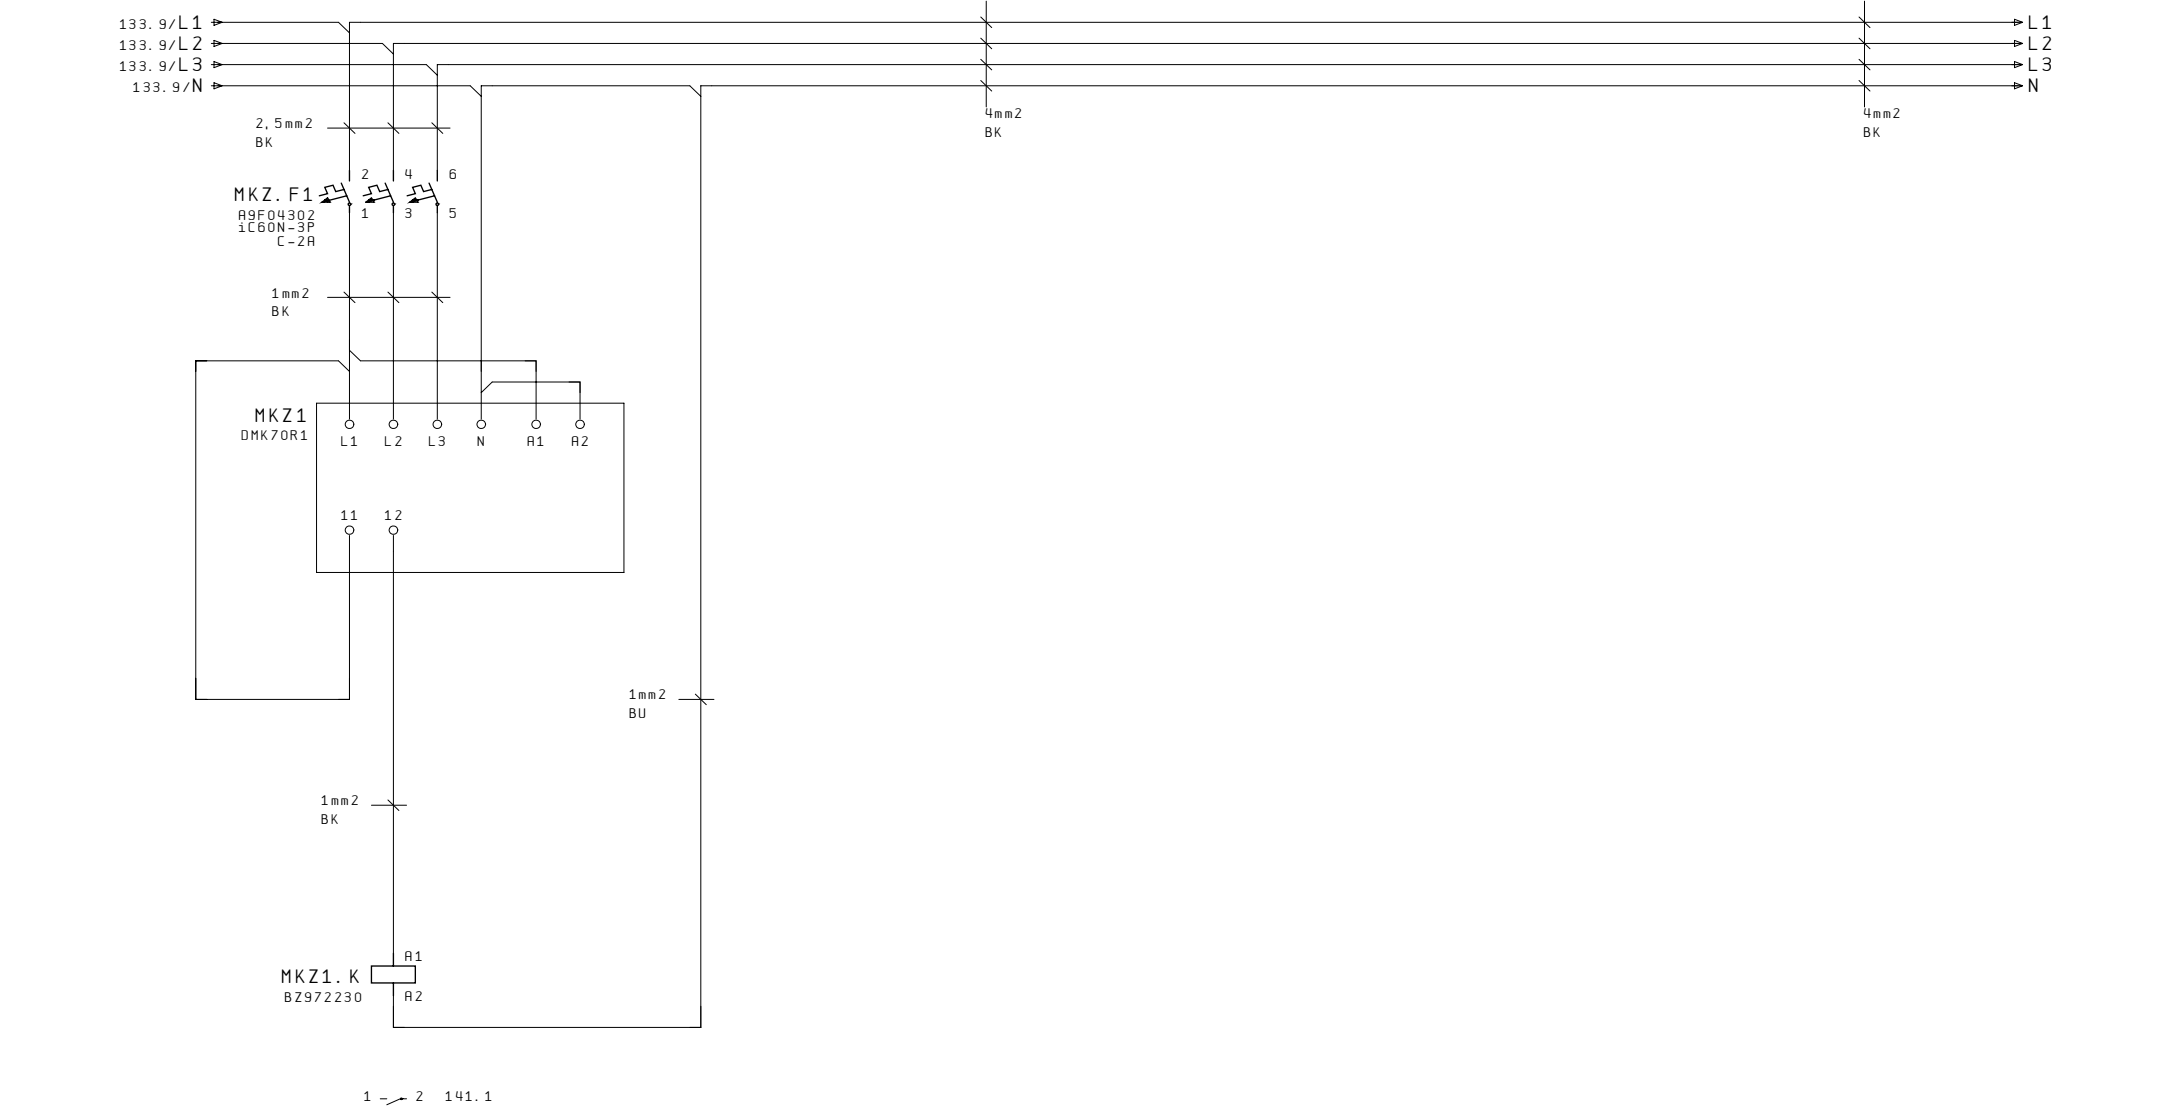 133.9/L1 L1
133.9/L2 L2
133.9/L3 L3
133.9/N N
4mm2 4mm2
BK BK
2,5mm2
BK
2 4 6
MKZ.F1
1 3 5
A9F04302
iC60N-3P
C-2A
1mm2
BK
MKZ1
DMK70R1
L1 L2 L3 N A1 A2
11 12
1mm2
BU
1mm2
BK
A1
MKZ1.K
BZ972230
A2
1 2 141.1